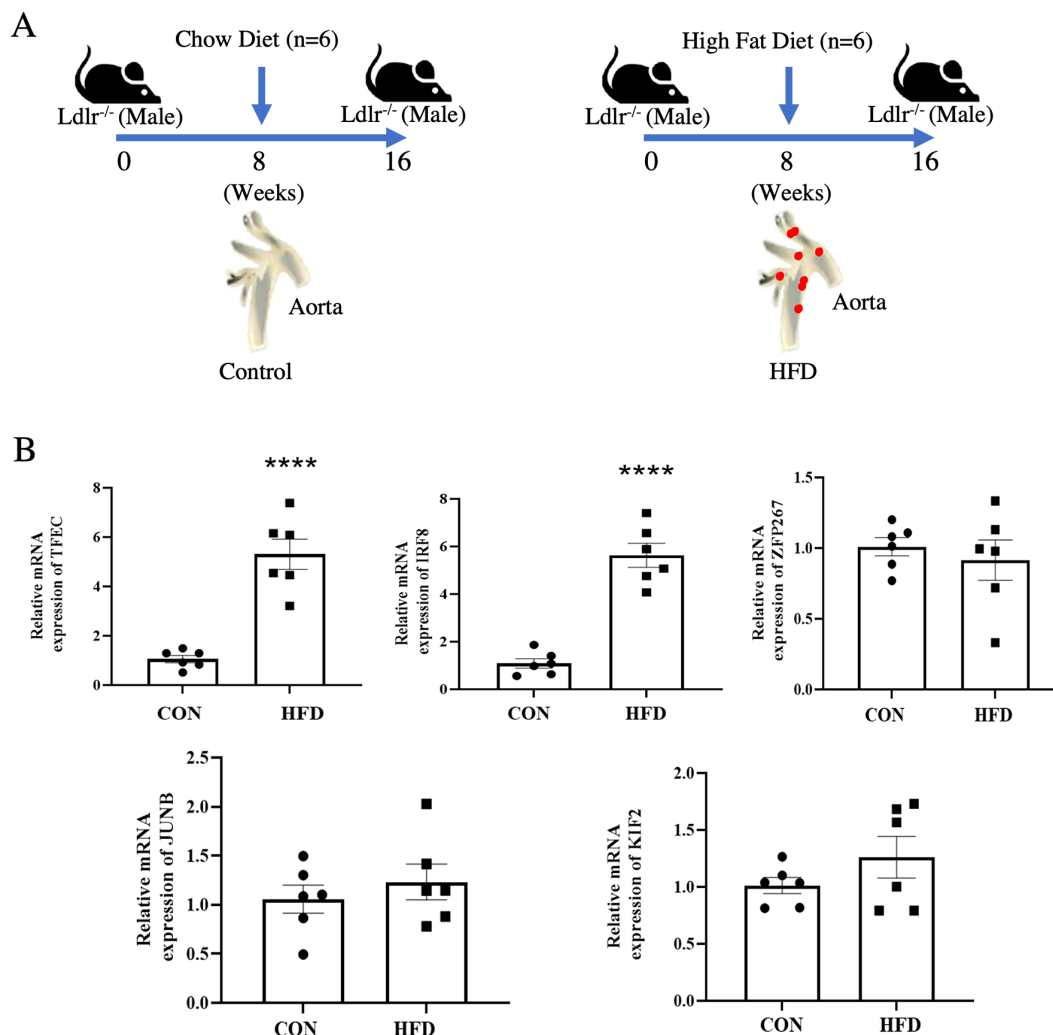 A
Chow Diet (n=6)
High Fat Diet (n=6)
Ldlr-/- (Male)
Ldlr-/- (Male)
Ldlr-/- (Male)
Ldlr-/- (Male)
0 8 16
0 8 16
(Weeks)
(Weeks)
Aorta
Aorta
Control
HFD
B
****
Relative mRNA
expression of TFEC
8
6
4
2
0
CON HFD
****
Relative mRNA
expression of IRF8
8
6
4
2
0
CON HFD
Relative mRNA
expression of ZFP267
1.5
1.0
0.5
0.0
CON HFD
Relative mRNA
expression of JUNB
2.5
2.0
1.5
1.0
0.5
0.0
CON HFD
Relative mRNA
expression of KIF2
2.0
1.5
1.0
0.5
0.0
CON HFD